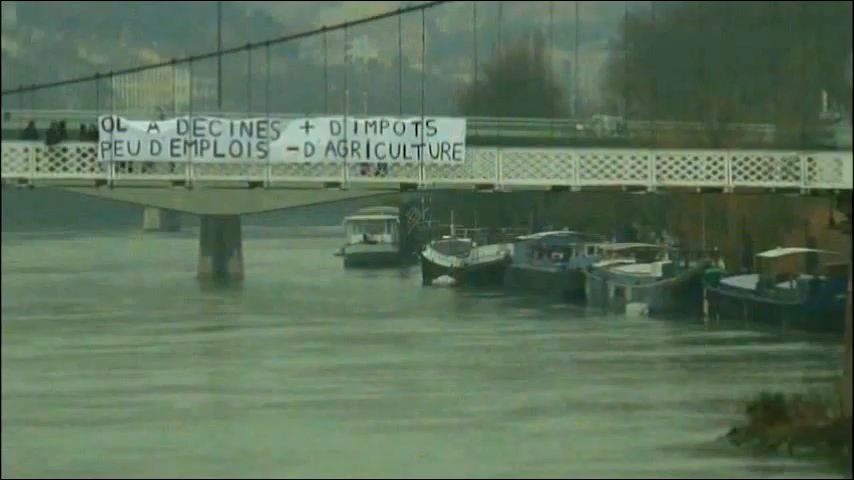 OL A DECINES + D'IMPOTS
PEU D'EMPLOIS - D'AGRICULTURE